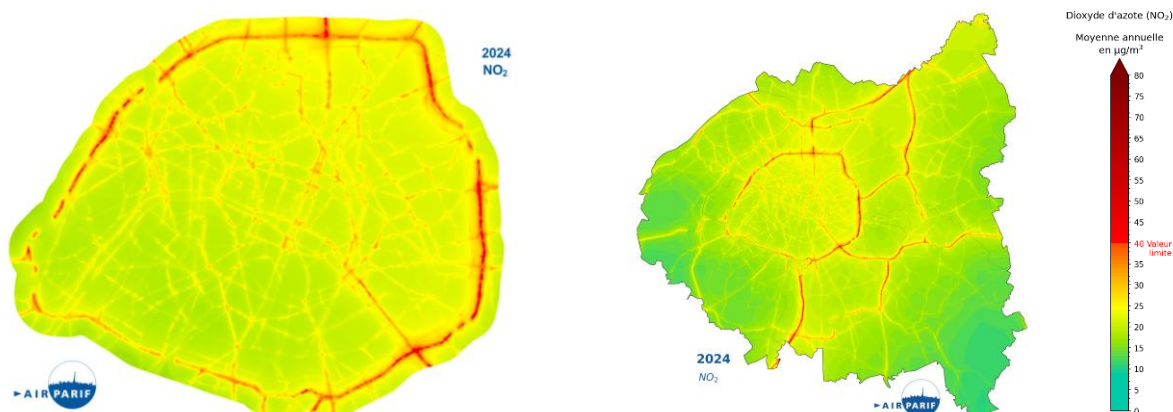 2024
NO₂
AIRPARIF
2024
NO₂
AIRPARIF
Dioxyde d'azote (NO₂)
Moyenne annuelle
en µg/m³
80
75
70
65
60
55
50
45
40 Valeur
limite
35
30
25
20
15
10
5
0